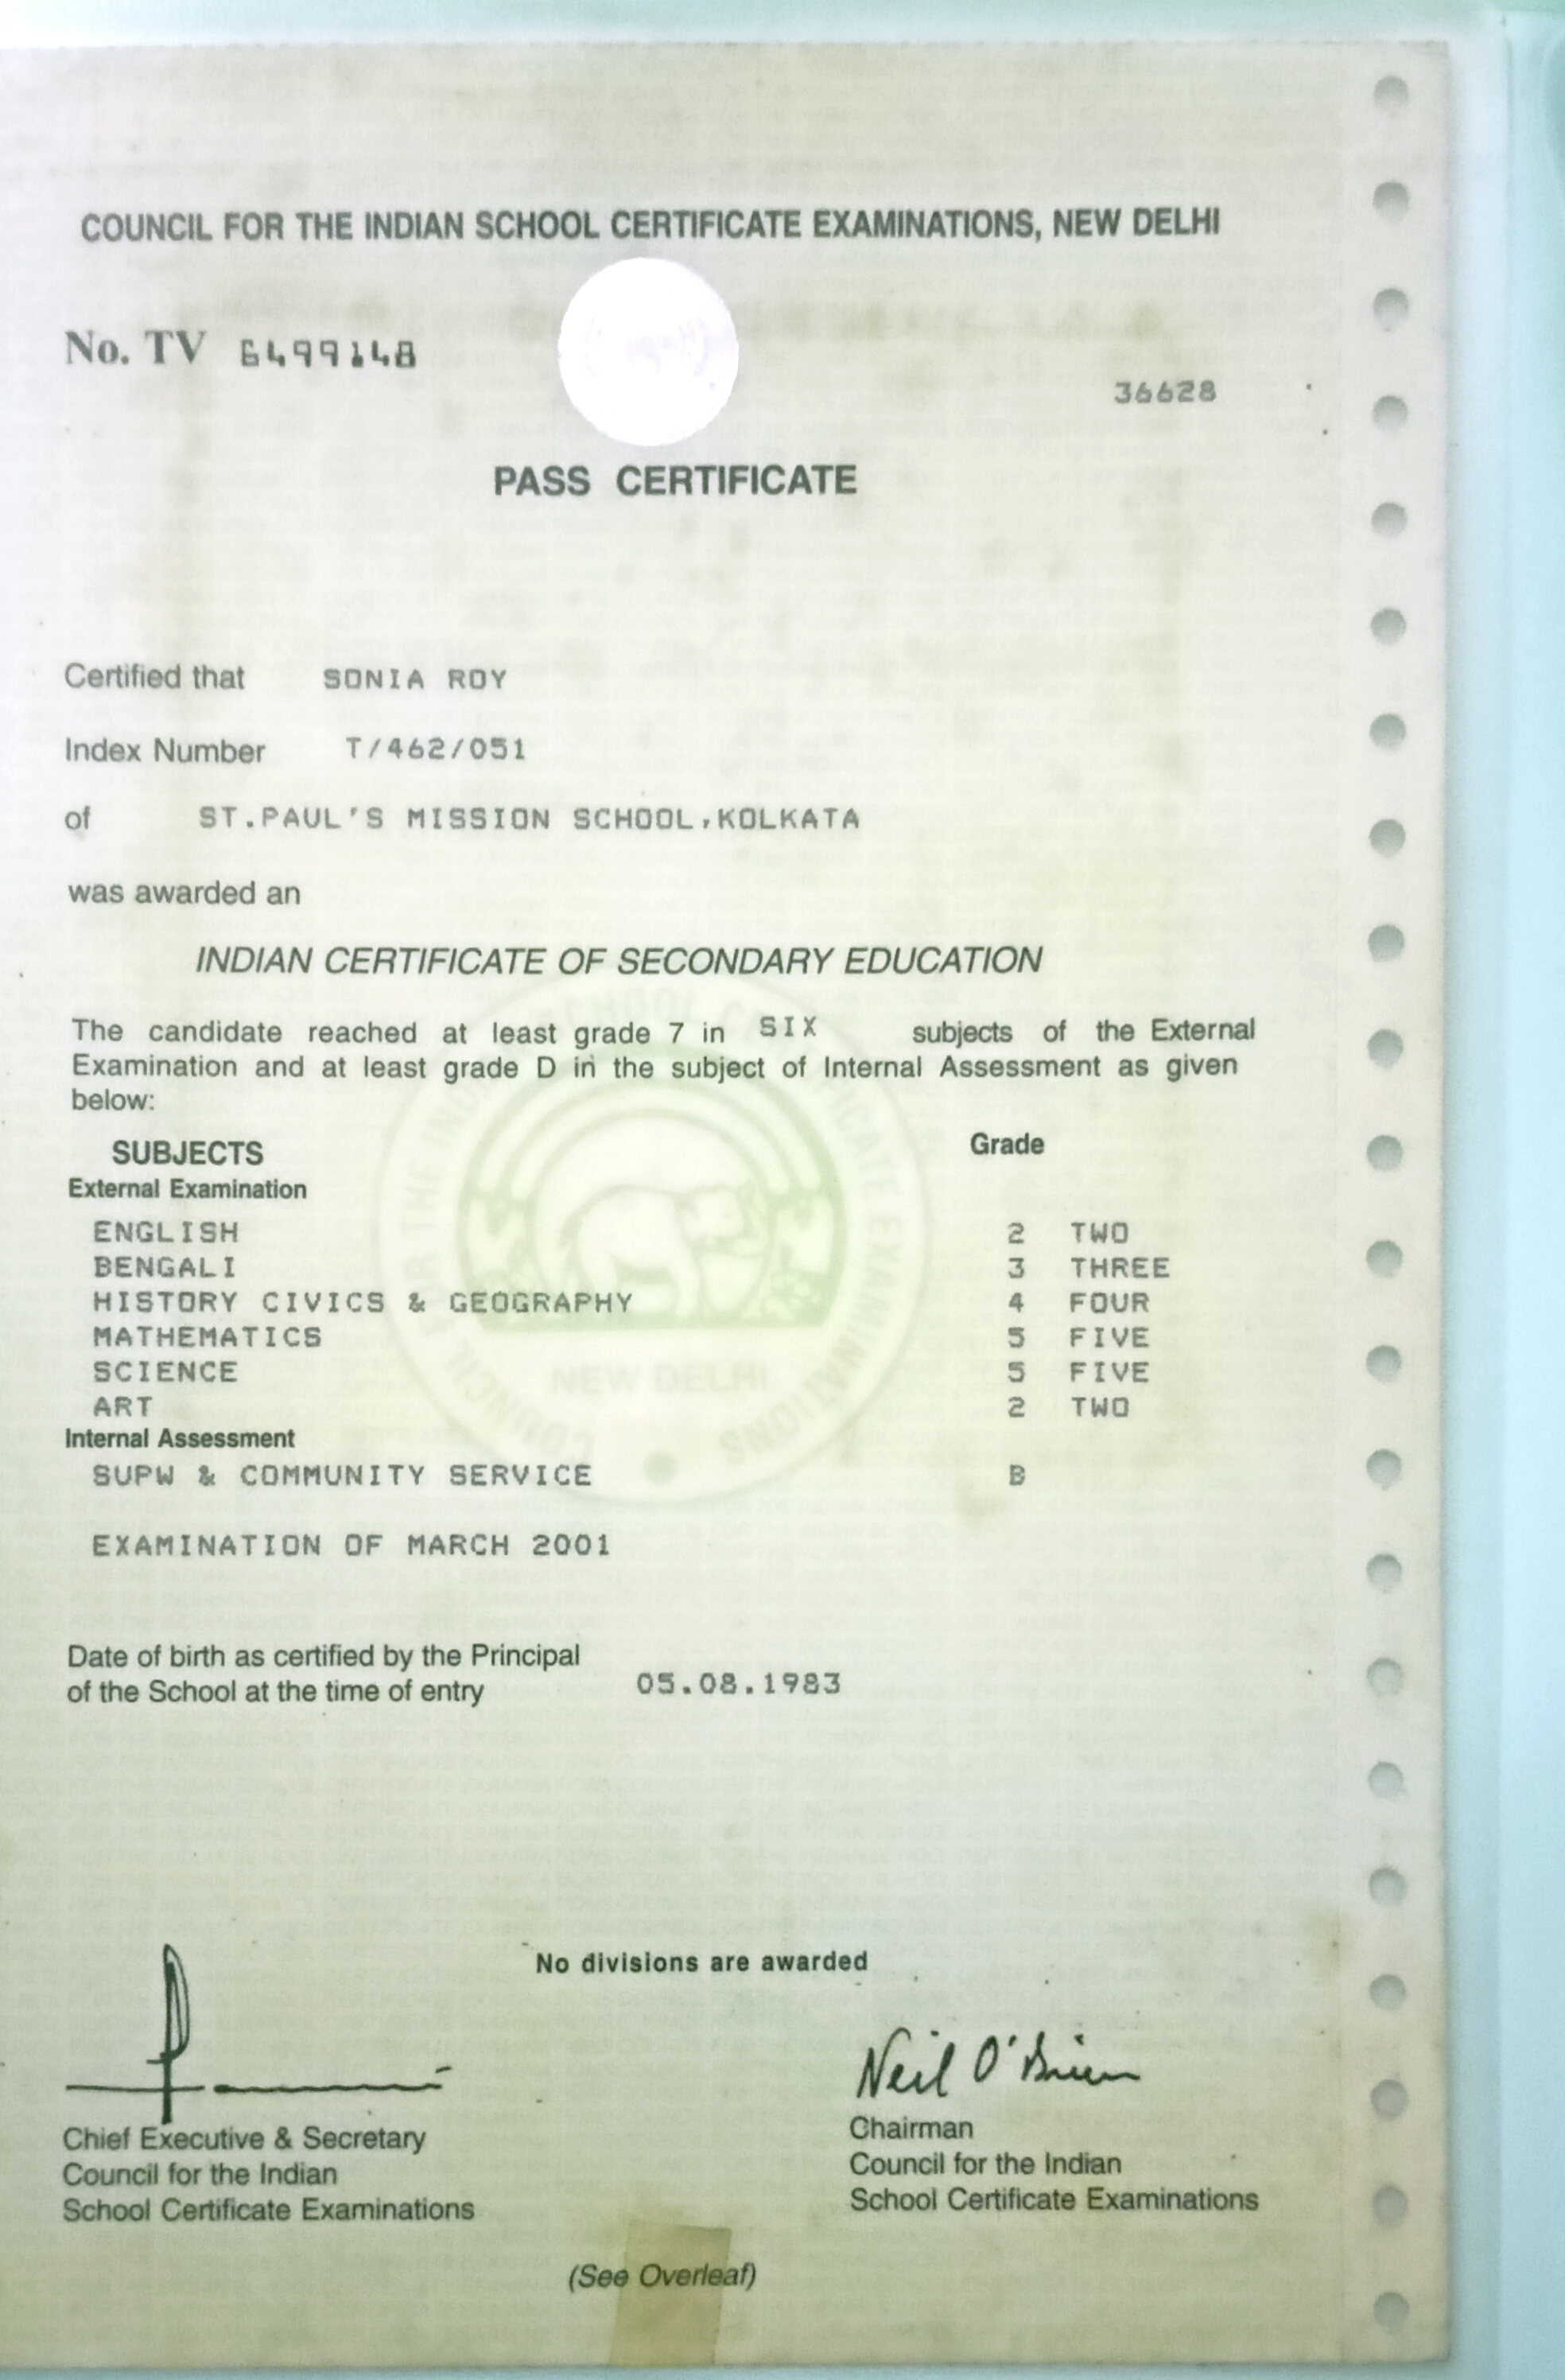 COUNCIL FOR THE INDIAN SCHOOL CERTIFICATE EXAMINATIONS, NEW DELHI
No. TV 6499148
36628
PASS CERTIFICATE
Certified that SONIA ROY
Index Number T/462/051
of ST.PAUL'S MISSION SCHOOL,KOLKATA
was awarded an
INDIAN CERTIFICATE OF SECONDARY EDUCATION
The candidate reached at least grade 7 in SIX subjects of the External
Examination and at least grade D in the subject of Internal Assessment as given
below:
SUBJECTS Grade
External Examination
ENGLISH 2 TWO
BENGALI 3 THREE
HISTORY CIVICS & GEOGRAPHY 4 FOUR
MATHEMATICS 5 FIVE
SCIENCE 5 FIVE
NEW DELHI
ART 2 TWO
Internal Assessment
SUPW & COMMUNITY SERVICE B
EXAMINATION OF MARCH 2001
Date of birth as certified by the Principal
of the School at the time of entry 05.08.1983
No divisions are awarded
Neil O'Brien
Chief Executive & Secretary
Council for the Indian
School Certificate Examinations
Chairman
Council for the Indian
School Certificate Examinations
(See Overleaf)